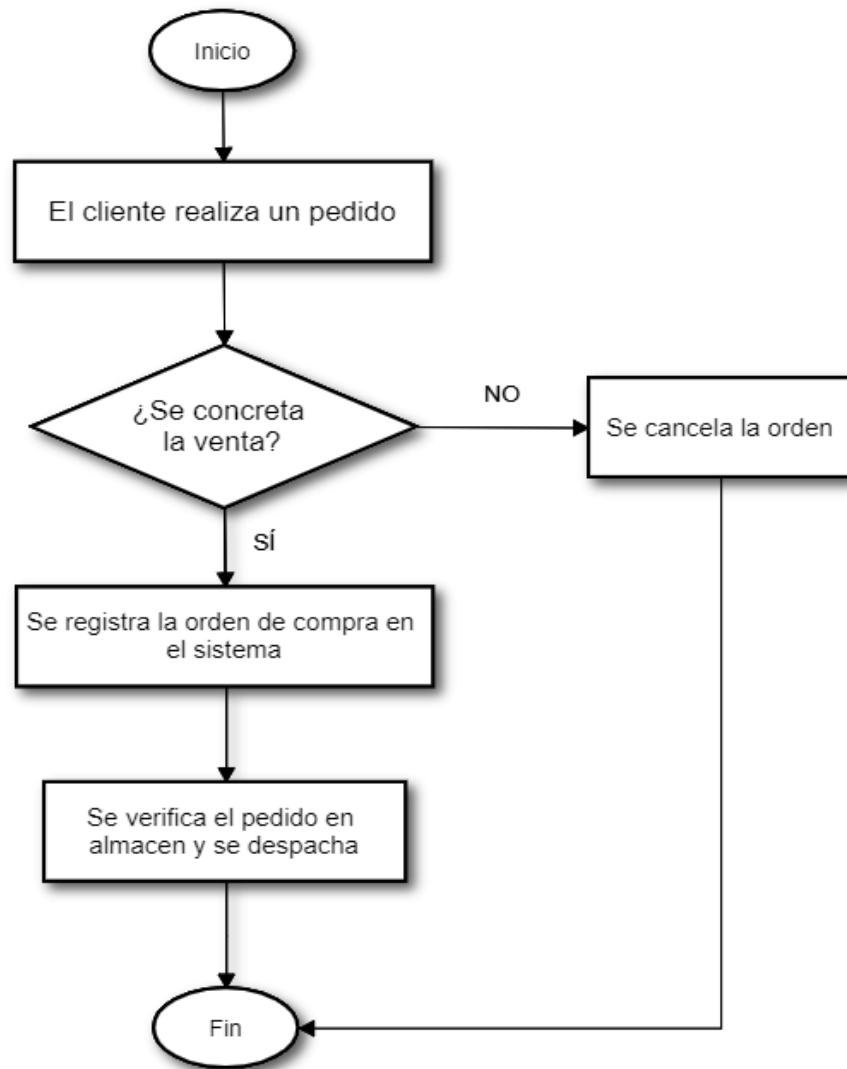 Inicio
El cliente realiza un pedido
¿Se concreta
la venta?
NO
Se cancela la orden
SÍ
Se registra la orden de compra en
el sistema
Se verifica el pedido en
almacen y se despacha
Fin